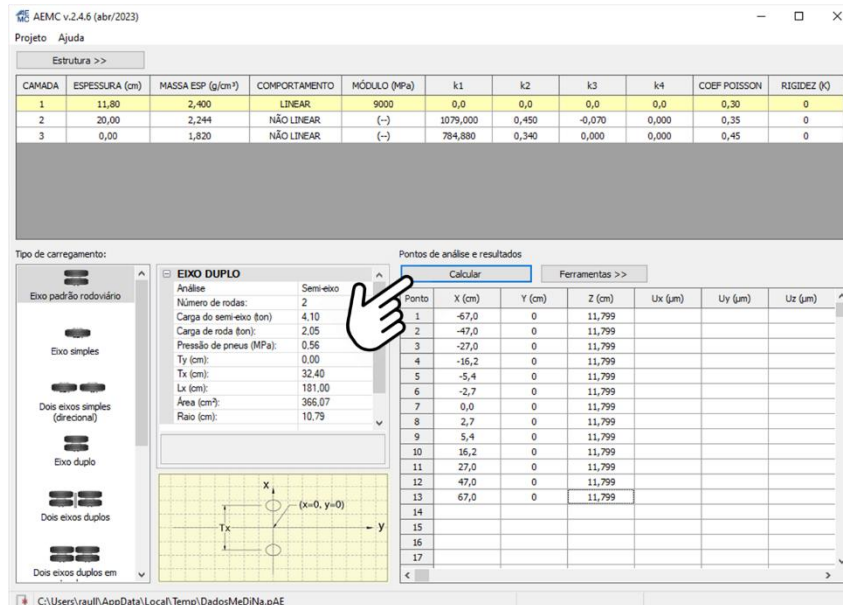 AEMC v.2.4.6 (abr/2023)
Projeto Ajuda
Estrutura >>
CAMADA ESPESSURA (cm) MASSA ESP (g/cm³) COMPORTAMENTO MÓDULO (MPa) k1 k2 k3 k4 COEF POISSON RIGIDEZ (K)
1 11,80 2,400 LINEAR 9000 0,0 0,0 0,0 0,0 0,30 0
2 20,00 2,244 NÃO LINEAR (--) 1079,000 0,450 -0,070 0,000 0,35 0
3 0,00 1,820 NÃO LINEAR (--) 784,880 0,340 0,000 0,000 0,45 0
Tipo de carregamento:
Eixo padrão rodoviário
Eixo simples
Dois eixos simples
(direcional)
Eixo duplo
Dois eixos duplos
Dois eixos duplos em
EIXO DUPLO
Análise Semi-eixo
Número de rodas: 2
Carga do semi-eixo (ton) 4,10
Carga de roda (ton): 2,05
Pressão de pneus (MPa): 0,56
Ty (cm): 0,00
Tx (cm): 32,40
Lx (cm): 181,00
Área (cm²): 366,07
Raio (cm): 10,79
X
(x=0, y=0)
Tx
y
Pontos de análise e resultados
Calcular Ferramentas >>
Ponto X (cm) Y (cm) Z (cm) Ux (μm) Uy (μm) Uz (μm)
1 -67,0 0 11,799
2 -47,0 0 11,799
3 -27,0 0 11,799
4 -16,2 0 11,799
5 -5,4 0 11,799
6 -2,7 0 11,799
7 0,0 0 11,799
8 2,7 0 11,799
9 5,4 0 11,799
10 16,2 0 11,799
11 27,0 0 11,799
12 47,0 0 11,799
13 67,0 0 11,799
14
15
16
17
C:\Users\raull\AppData\Local\Temp\DadosMeDiNa.pAE